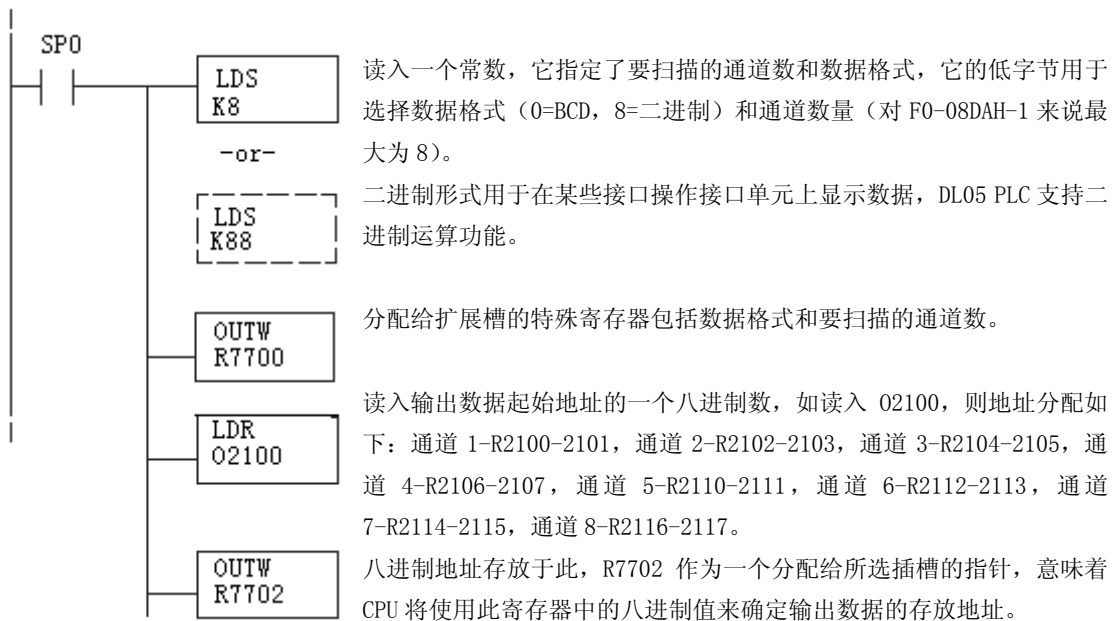 SP0
LDS
K8
-or-
LDS
K88
OUTW
R7700
LDR
O2100
OUTW
R7702
读入一个常数，它指定了要扫描的通道数和数据格式，它的低字节用于
选择数据格式（0=BCD，8=二进制）和通道数量（对 F0-08DAH-1 来说最
大为 8）。
二进制形式用于在某些接口操作接口单元上显示数据，DL05 PLC 支持二
进制运算功能。
分配给扩展槽的特殊寄存器包括数据格式和要扫描的通道数。
读入输出数据起始地址的一个八进制数，如读入 O2100，则地址分配如
下：通道 1-R2100-2101，通道 2-R2102-2103，通道 3-R2104-2105，通
道 4-R2106-2107，通道 5-R2110-2111，通道 6-R2112-2113，通道
7-R2114-2115，通道 8-R2116-2117。
八进制地址存放于此，R7702 作为一个分配给所选插槽的指针，意味着
CPU 将使用此寄存器中的八进制值来确定输出数据的存放地址。